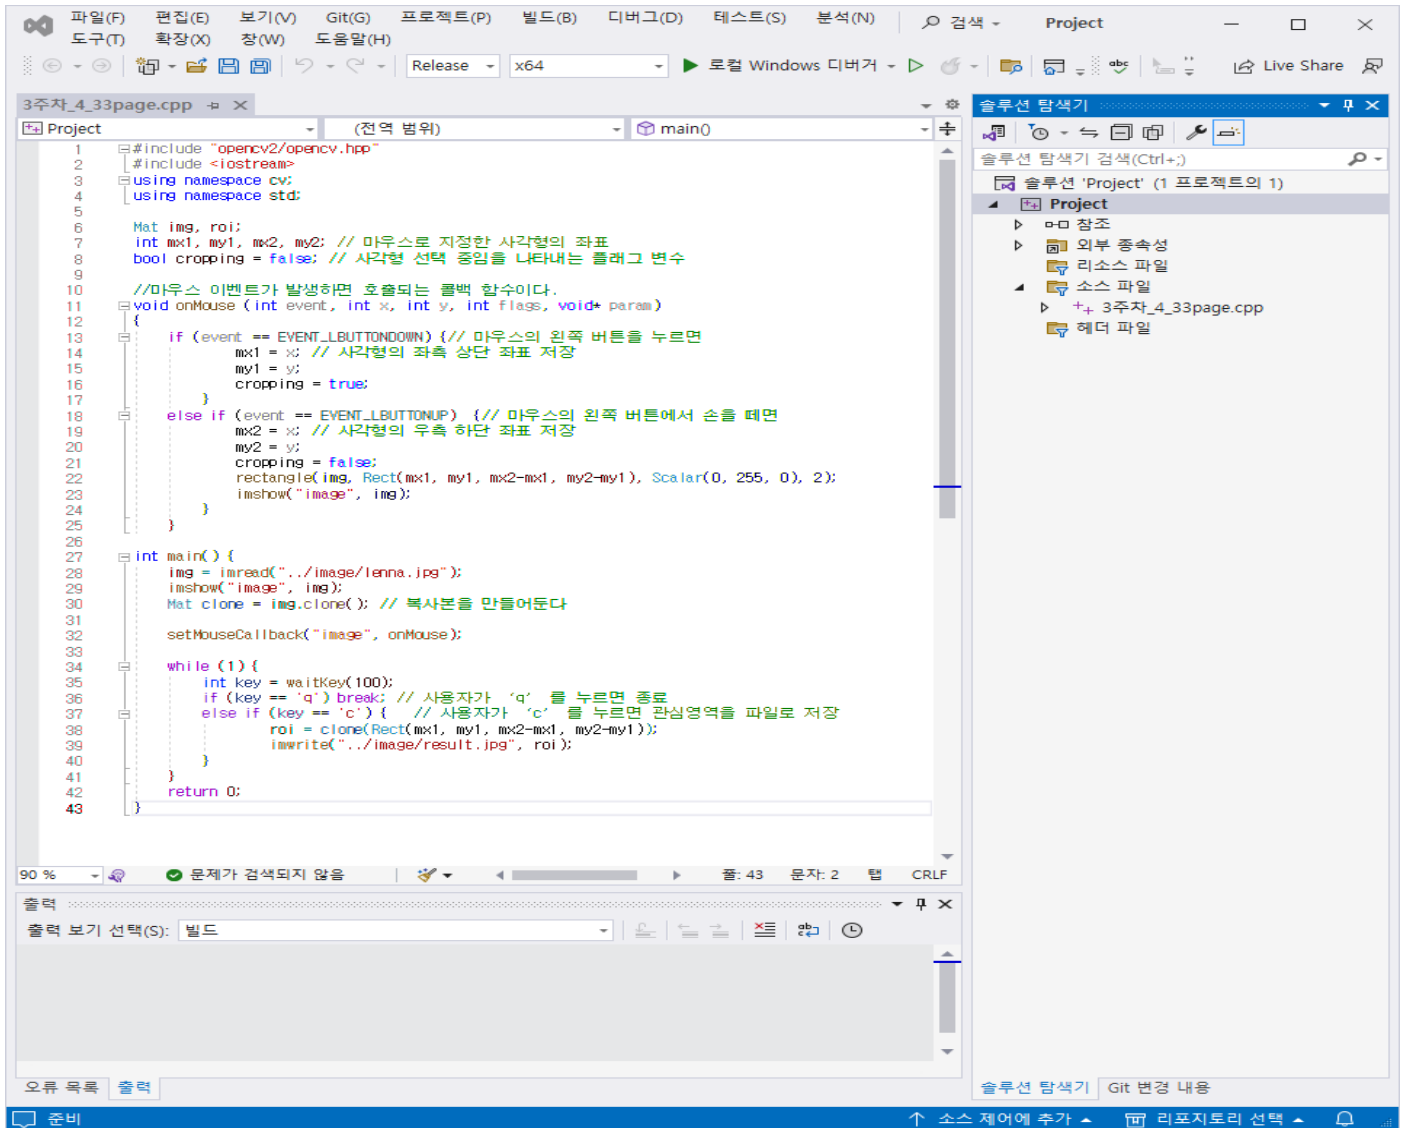 파일(F) 편집(E) 보기(V) Git(G) 프로젝트(P) 빌드(B) 디버그(D) 테스트(S) 분석(N) 검색 Project
도구(T) 확장(X) 창(W) 도움말(H)
Release x64 로컬 Windows 디버거 Live Share
3주차_4_33page.cpp
Project (전역 범위) main()
1 #include "opencv2/opencv.hpp"
2 #include <iostream>
3 using namespace cv;
4 using namespace std;
5
6 Mat img, roi;
7 int mx1, my1, mx2, my2; // 마우스로 지정한 사각형의 좌표
8 bool cropping = false; // 사각형 선택 중임을 나타내는 플래그 변수
9
10 //마우스 이벤트가 발생하면 호출되는 콜백 함수이다.
11 void onMouse (int event, int x, int y, int flags, void* param)
12 {
13 if (event == EVENT_LBUTTONDOWN) {// 마우스의 왼쪽 버튼을 누르면
14 mx1 = x; // 사각형의 좌측 상단 좌표 저장
15 my1 = y;
16 cropping = true;
17 }
18 else if (event == EVENT_LBUTTONUP) {// 마우스의 왼쪽 버튼에서 손을 떼면
19 mx2 = x; // 사각형의 우측 하단 좌표 저장
20 my2 = y;
21 cropping = false;
22 rectangle(img, Rect(mx1, my1, mx2-mx1, my2-my1), Scalar(0, 255, 0), 2);
23 imshow("image", img);
24 }
25 }
26
27 int main() {
28 img = imread("../image/lenna.jpg");
29 imshow("image", img);
30 Mat clone = img.clone(); // 복사본을 만들어둔다
31
32 setMouseCallback("image", onMouse);
33
34 while (1) {
35 int key = waitKey(100);
36 if (key == 'q') break; // 사용자가 ‘q’ 를 누르면 종료
37 else if (key == 'c') { // 사용자가 ‘c’ 를 누르면 관심영역을 파일로 저장
38 roi = clone(Rect(mx1, my1, mx2-mx1, my2-my1));
39 imwrite("../image/result.jpg", roi);
40 }
41 }
42 return 0;
43 }
90 % 문제가 검색되지 않음 줄: 43 문자: 2 탭 CRLF
출력
출력 보기 선택(S): 빌드
오류 목록 출력
솔루션 탐색기
솔루션 탐색기 검색(Ctrl+;)
솔루션 'Project' (1 프로젝트의 1)
Project
참조
외부 종속성
리소스 파일
소스 파일
3주차_4_33page.cpp
헤더 파일
솔루션 탐색기 Git 변경 내용
준비 소스 제어에 추가 리포지토리 선택